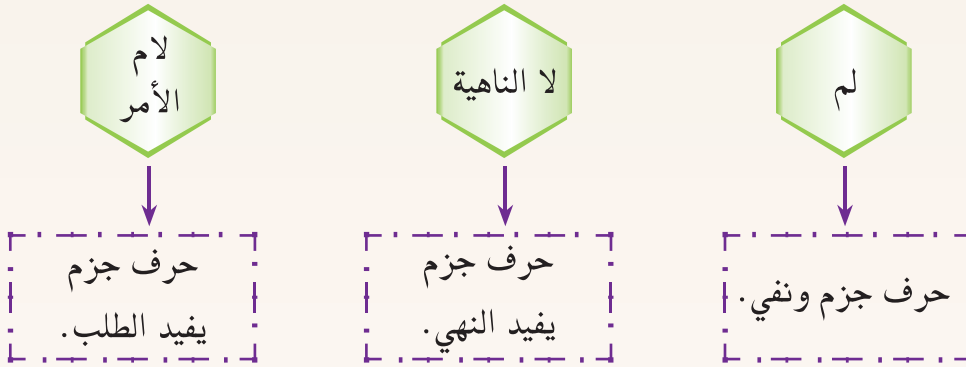 لم
لا الناهية
لام
الأمر
حرف جزم ونفي.
حرف جزم
يفيد النهي.
حرف جزم
يفيد الطلب.